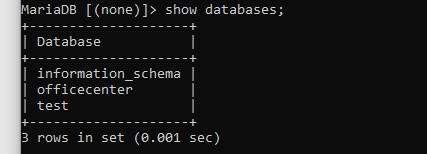 MariaDB [(none)]> show databases;
+--------------------+
| Database           |
+--------------------+
| information_schema |
| officecenter       |
| test               |
+--------------------+
3 rows in set (0.001 sec)